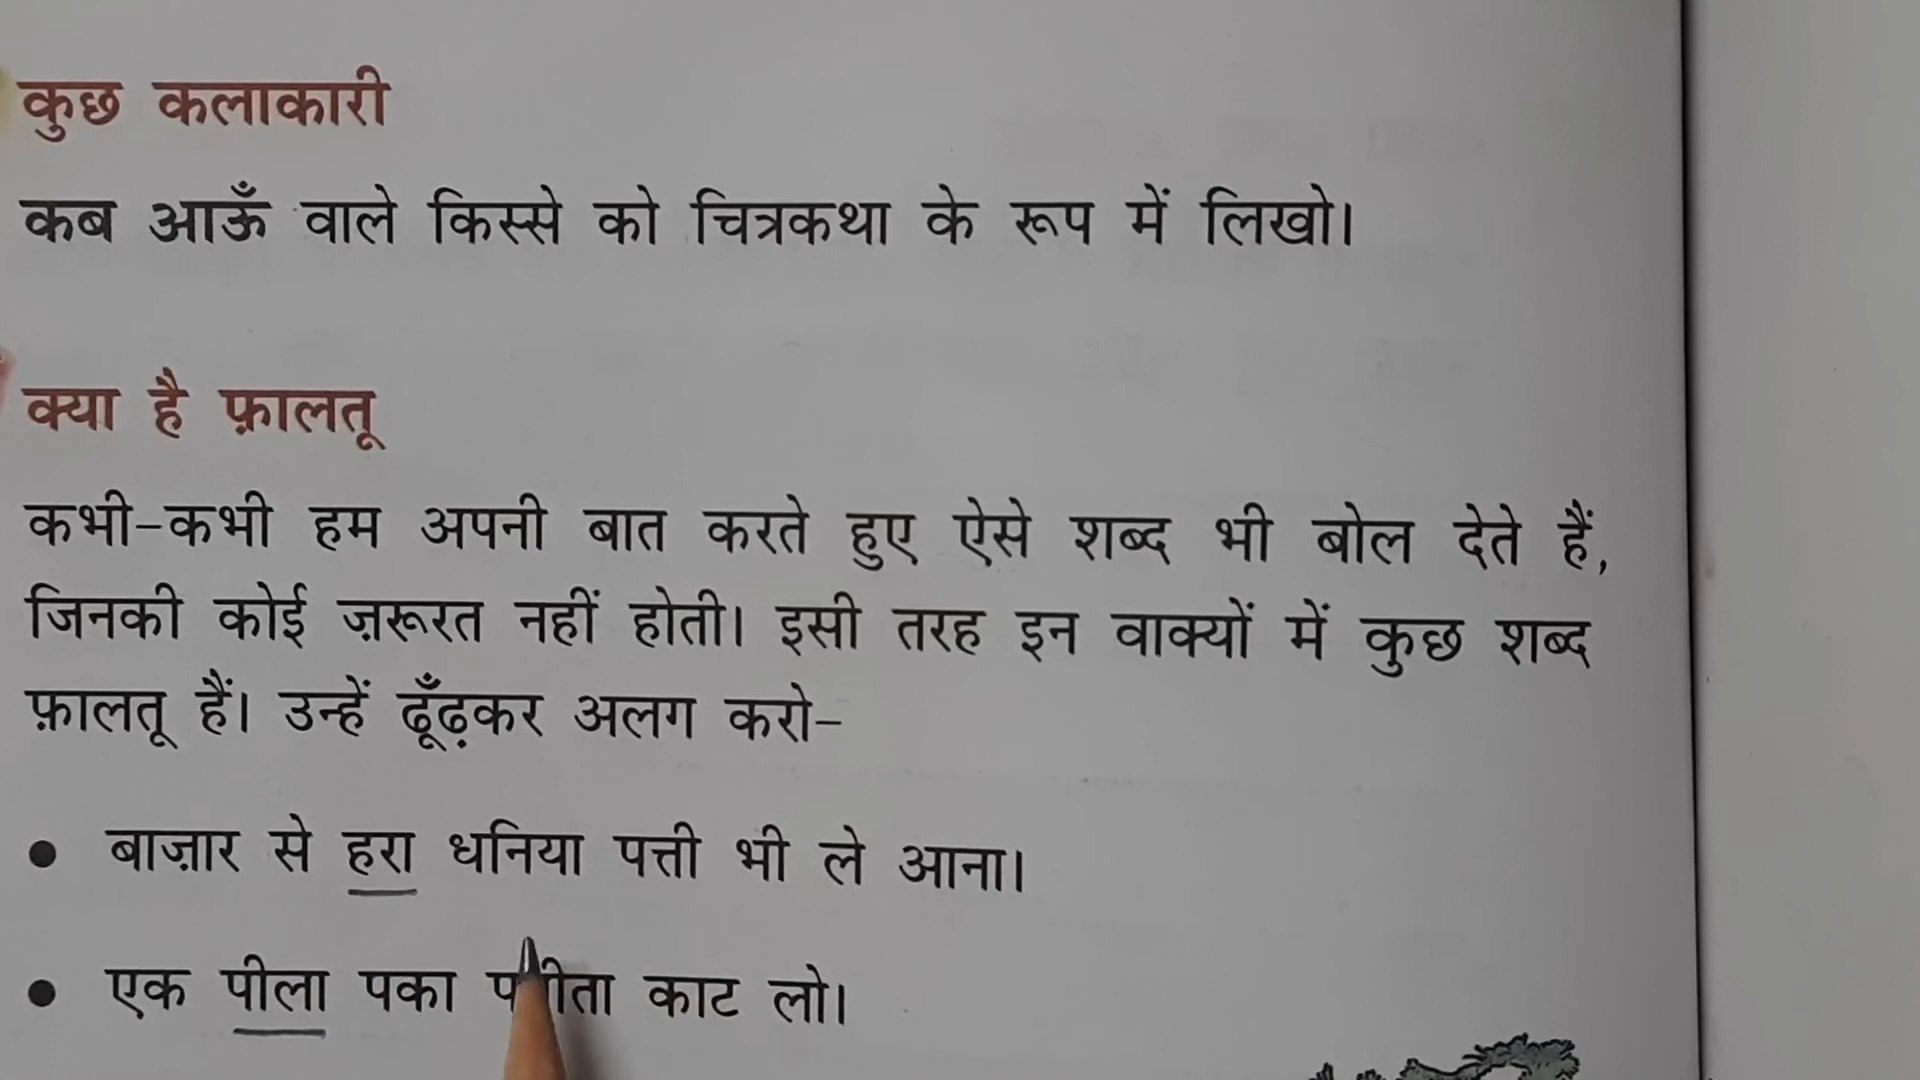 कुछ कलाकारी
कब आऊँ वाले किस्से को चित्रकथा के रूप में लिखो।
क्या है फ़ालतू
कभी-कभी हम अपनी बात करते हुए ऐसे शब्द भी बोल देते हैं,
जिनकी कोई ज़रूरत नहीं होती। इसी तरह इन वाक्यों में कुछ शब्द
फ़ालतू हैं। उन्हें ढूँढ़कर अलग करो-
• बाज़ार से हरा धनिया पत्ती भी ले आना।
• एक पीला पका पपीता काट लो।